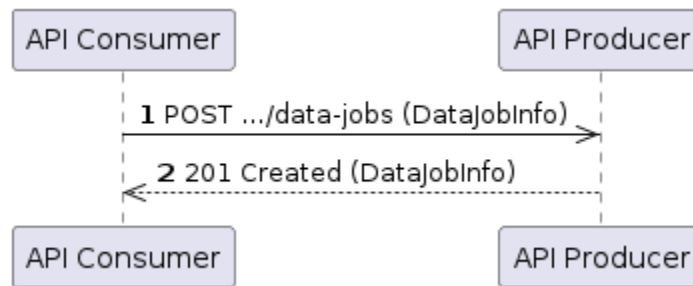 API Consumer
API Producer
1 POST .../data-jobs (DataJobInfo)
2 201 Created (DataJobInfo)
API Consumer
API Producer